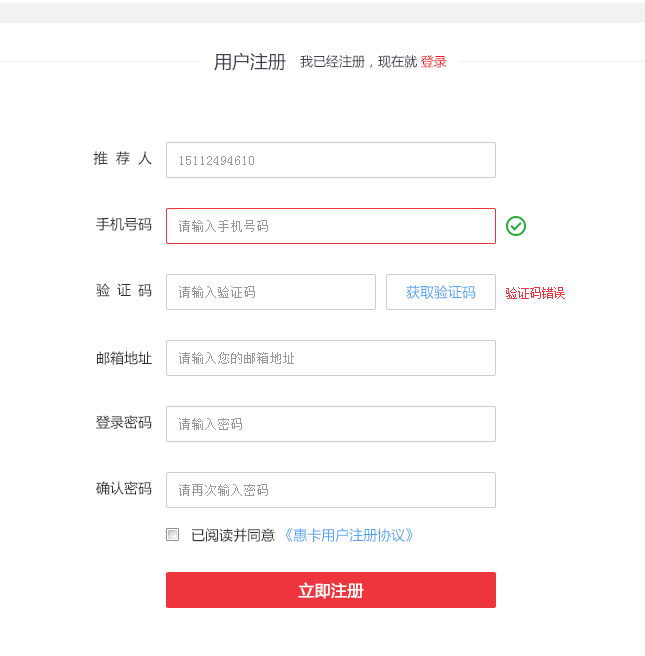 用户注册 我已经注册，现在就 登录
推 荐 人 15112494610
手机号码 请输入手机号码
验 证 码 请输入验证码 获取验证码 验证码错误
邮箱地址 请输入您的邮箱地址
登录密码 请输入密码
确认密码 请再次输入密码
已阅读并同意 《惠卡用户注册协议》
立即注册